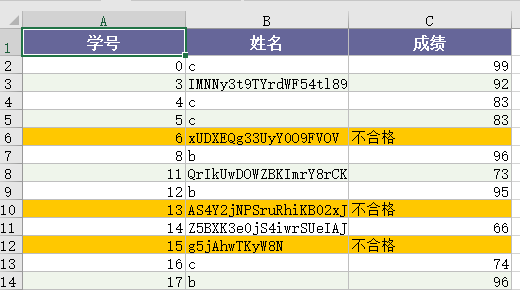 A B C
1 学号 姓名 成绩
2 0 c 99
3 3 IMNNy3t9TYrdWF54tl89 92
4 4 c 83
5 5 c 83
6 6 xUDXEQg33UyY0O9FVOV 不合格
7 8 b 96
8 11 QrIkUwDOWZBKImrY8rCK 73
9 12 b 95
10 13 AS4Y2jNPSruRhiKB02xJ 不合格
11 14 Z5BXK3e0jS4iwrSUeIAJ 66
12 15 g5jAhwTKyW8N 不合格
13 16 c 74
14 17 b 96